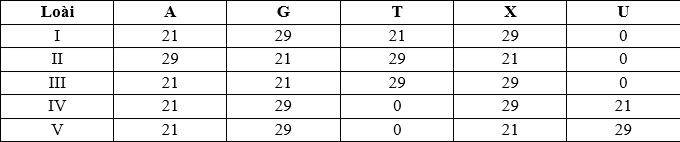 Loài A G T X U
I 21 29 21 29 0
II 29 21 29 21 0
III 21 21 29 29 0
IV 21 29 0 29 21
V 21 29 0 21 29